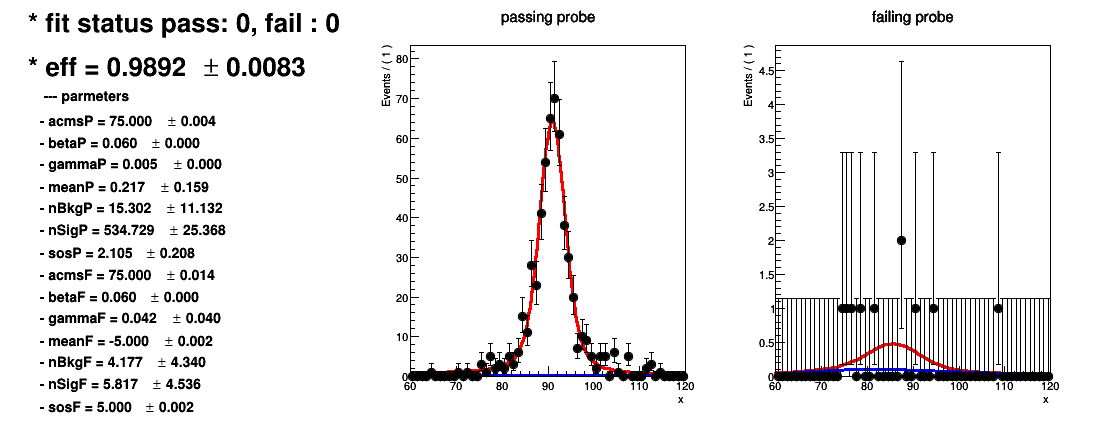 * fit status pass: 0, fail : 0
* eff = 0.9892 ± 0.0083
--- parmeters
- acmsP = 75.000 ± 0.004
- betaP = 0.060 ± 0.000
- gammaP = 0.005 ± 0.000
- meanP = 0.217 ± 0.159
- nBkgP = 15.302 ± 11.132
- nSigP = 534.729 ± 25.368
- sosP = 2.105 ± 0.208
- acmsF = 75.000 ± 0.014
- betaF = 0.060 ± 0.000
- gammaF = 0.042 ± 0.040
- meanF = -5.000 ± 0.002
- nBkgF = 4.177 ± 4.340
- nSigF = 5.817 ± 4.536
- sosF = 5.000 ± 0.002
passing probe
Events / ( 1 )
80
70
60
50
40
30
20
10
0
60 70 80 90 100 110 120
x
failing probe
Events / ( 1 )
4.5
4
3.5
3
2.5
2
1.5
1
0.5
0
60 70 80 90 100 110 120
x